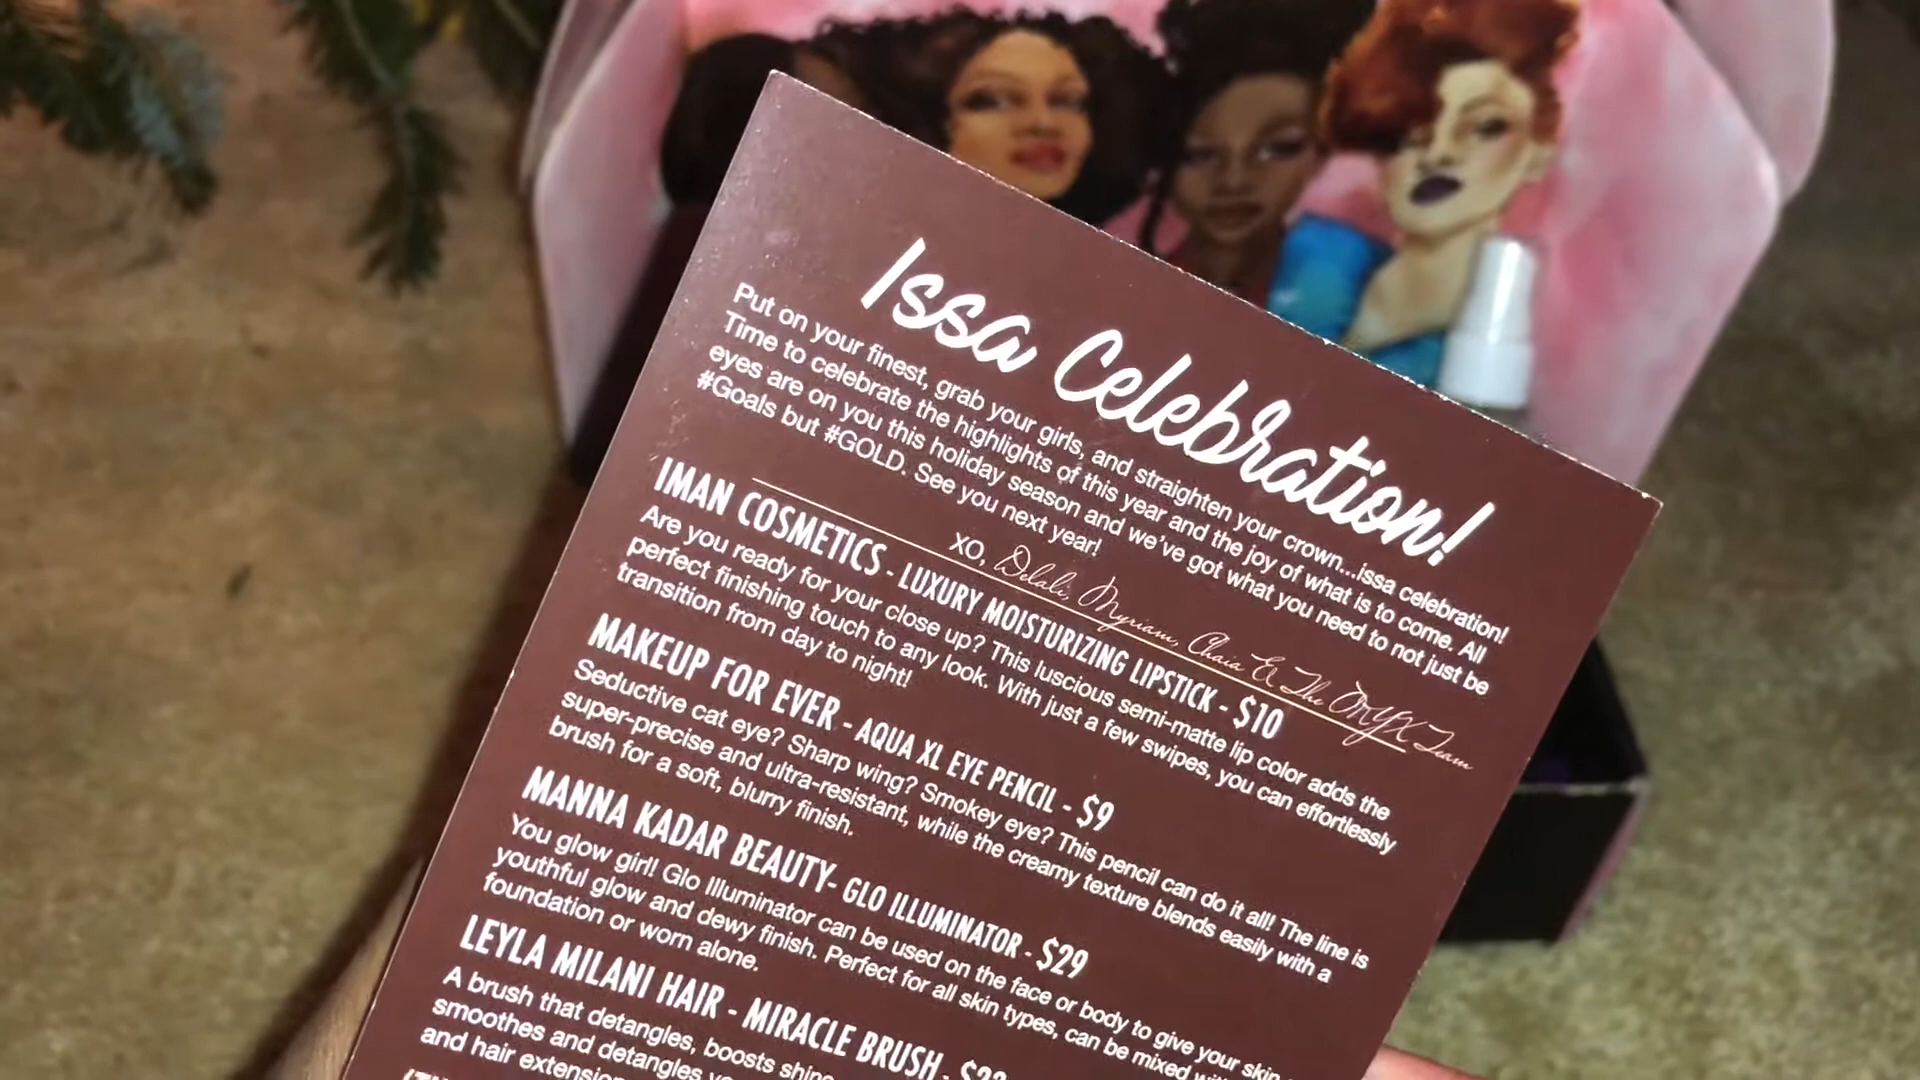 Issa Celebration!
Put on your finest, grab your girls, and straighten your crown...issa celebration!
Time to celebrate the highlights of this year and the joy of what is to come. All
eyes are on you this holiday season and we've got what you need to not just be
#Goals but #GOLD. See you next year!
XO, Delali, Myriam, Chaia & The OMYX Team
IMAN COSMETICS - LUXURY MOISTURIZING LIPSTICK - $10
Are you ready for your close up? This luscious semi-matte lip color adds the
perfect finishing touch to any look. With just a few swipes, you can effortlessly
transition from day to night!
MAKEUP FOR EVER - AQUA XL EYE PENCIL - $9
Seductive cat eye? Sharp wing? Smokey eye? This pencil can do it all! The line is
super-precise and ultra-resistant, while the creamy texture blends easily with a
brush for a soft, blurry finish.
MANNA KADAR BEAUTY- GLO ILLUMINATOR - $29
You glow girl! Glo Illuminator can be used on the face or body to give your skin
youthful glow and dewy finish. Perfect for all skin types, can be mixed
foundation or worn alone.
LEYLA MILANI HAIR - MIRACLE BRUSH -
A brush that detangles, boosts shine
smoothes and detangles
and hair